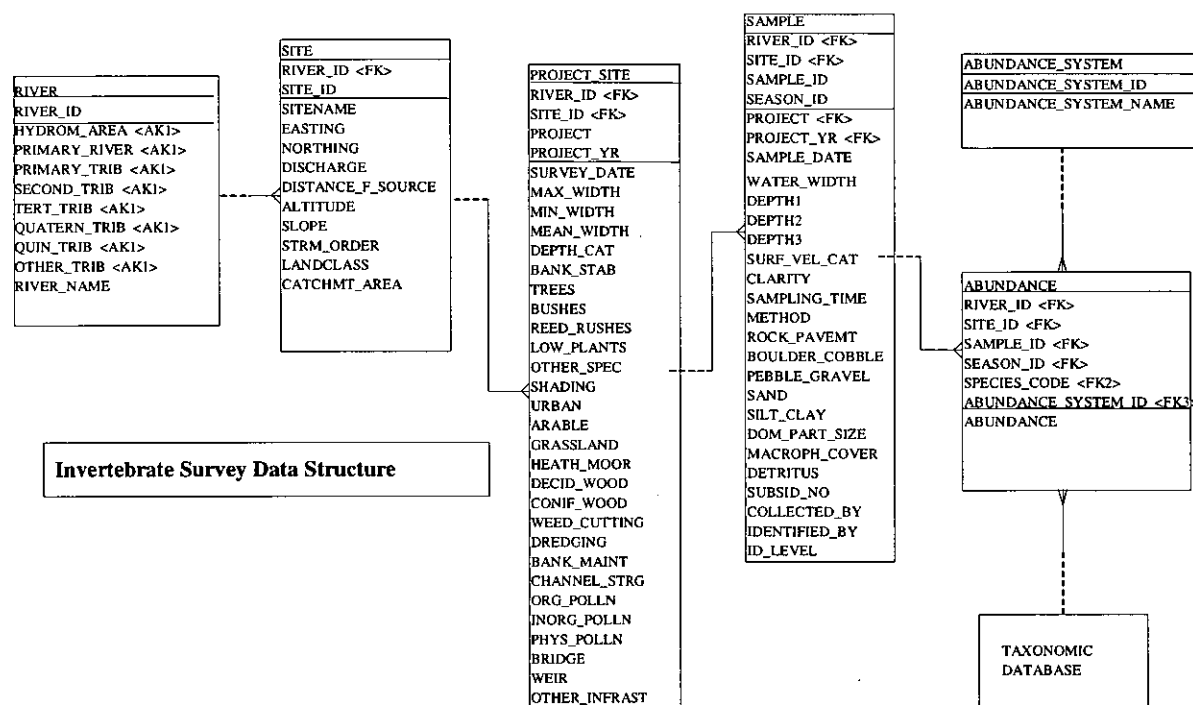 RIVER
RIVER_ID
HYDROM_AREA <AK1>
PRIMARY_RIVER <AK1>
PRIMARY_TRIB <AK1>
SECOND_TRIB <AK1>
TERT_TRIB <AK1>
QUATERN_TRIB <AK1>
QUIN_TRIB <AK1>
OTHER_TRIB <AK1>
RIVER_NAME
SITE
RIVER_ID <FK>
SITE_ID
SITENAME
EASTING
NORTHING
DISCHARGE
DISTANCE_F_SOURCE
ALTITUDE
SLOPE
STRM_ORDER
LANDCLASS
CATCHMT_AREA
Invertebrate Survey Data Structure
PROJECT_SITE
RIVER_ID <FK>
SITE_ID <FK>
PROJECT
PROJECT_YR
SURVEY_DATE
MAX_WIDTH
MIN_WIDTH
MEAN_WIDTH
DEPTH_CAT
BANK_STAB
TREES
BUSHES
REED_RUSHES
LOW_PLANTS
OTHER_SPEC
SHADING
URBAN
ARABLE
GRASSLAND
HEATH_MOOR
DECID_WOOD
CONIF_WOOD
WEED_CUTTING
DREDGING
BANK_MAINT
CHANNEL_STRG
ORG_POLLN
INORG_POLLN
PHYS_POLLN
BRIDGE
WEIR
OTHER_INFRAST
SAMPLE
RIVER_ID <FK>
SITE_ID <FK>
SAMPLE_ID
SEASON_ID
PROJECT <FK>
PROJECT_YR <FK>
SAMPLE_DATE
WATER_WIDTH
DEPTH1
DEPTH2
DEPTH3
SURF_VEL_CAT
CLARITY
SAMPLING_TIME
METHOD
ROCK_PAVEMT
BOULDER_COBBLE
PEBBLE_GRAVEL
SAND
SILT_CLAY
DOM_PART_SIZE
MACROPH_COVER
DETRITUS
SUBSID_NO
COLLECTED_BY
IDENTIFIED_BY
ID_LEVEL
ABUNDANCE_SYSTEM
ABUNDANCE_SYSTEM_ID
ABUNDANCE_SYSTEM_NAME
ABUNDANCE
RIVER_ID <FK>
SITE_ID <FK>
SAMPLE_ID <FK>
SEASON_ID <FK>
SPECIES_CODE <FK2>
ABUNDANCE_SYSTEM_ID <FK3>
ABUNDANCE
TAXONOMIC
DATABASE